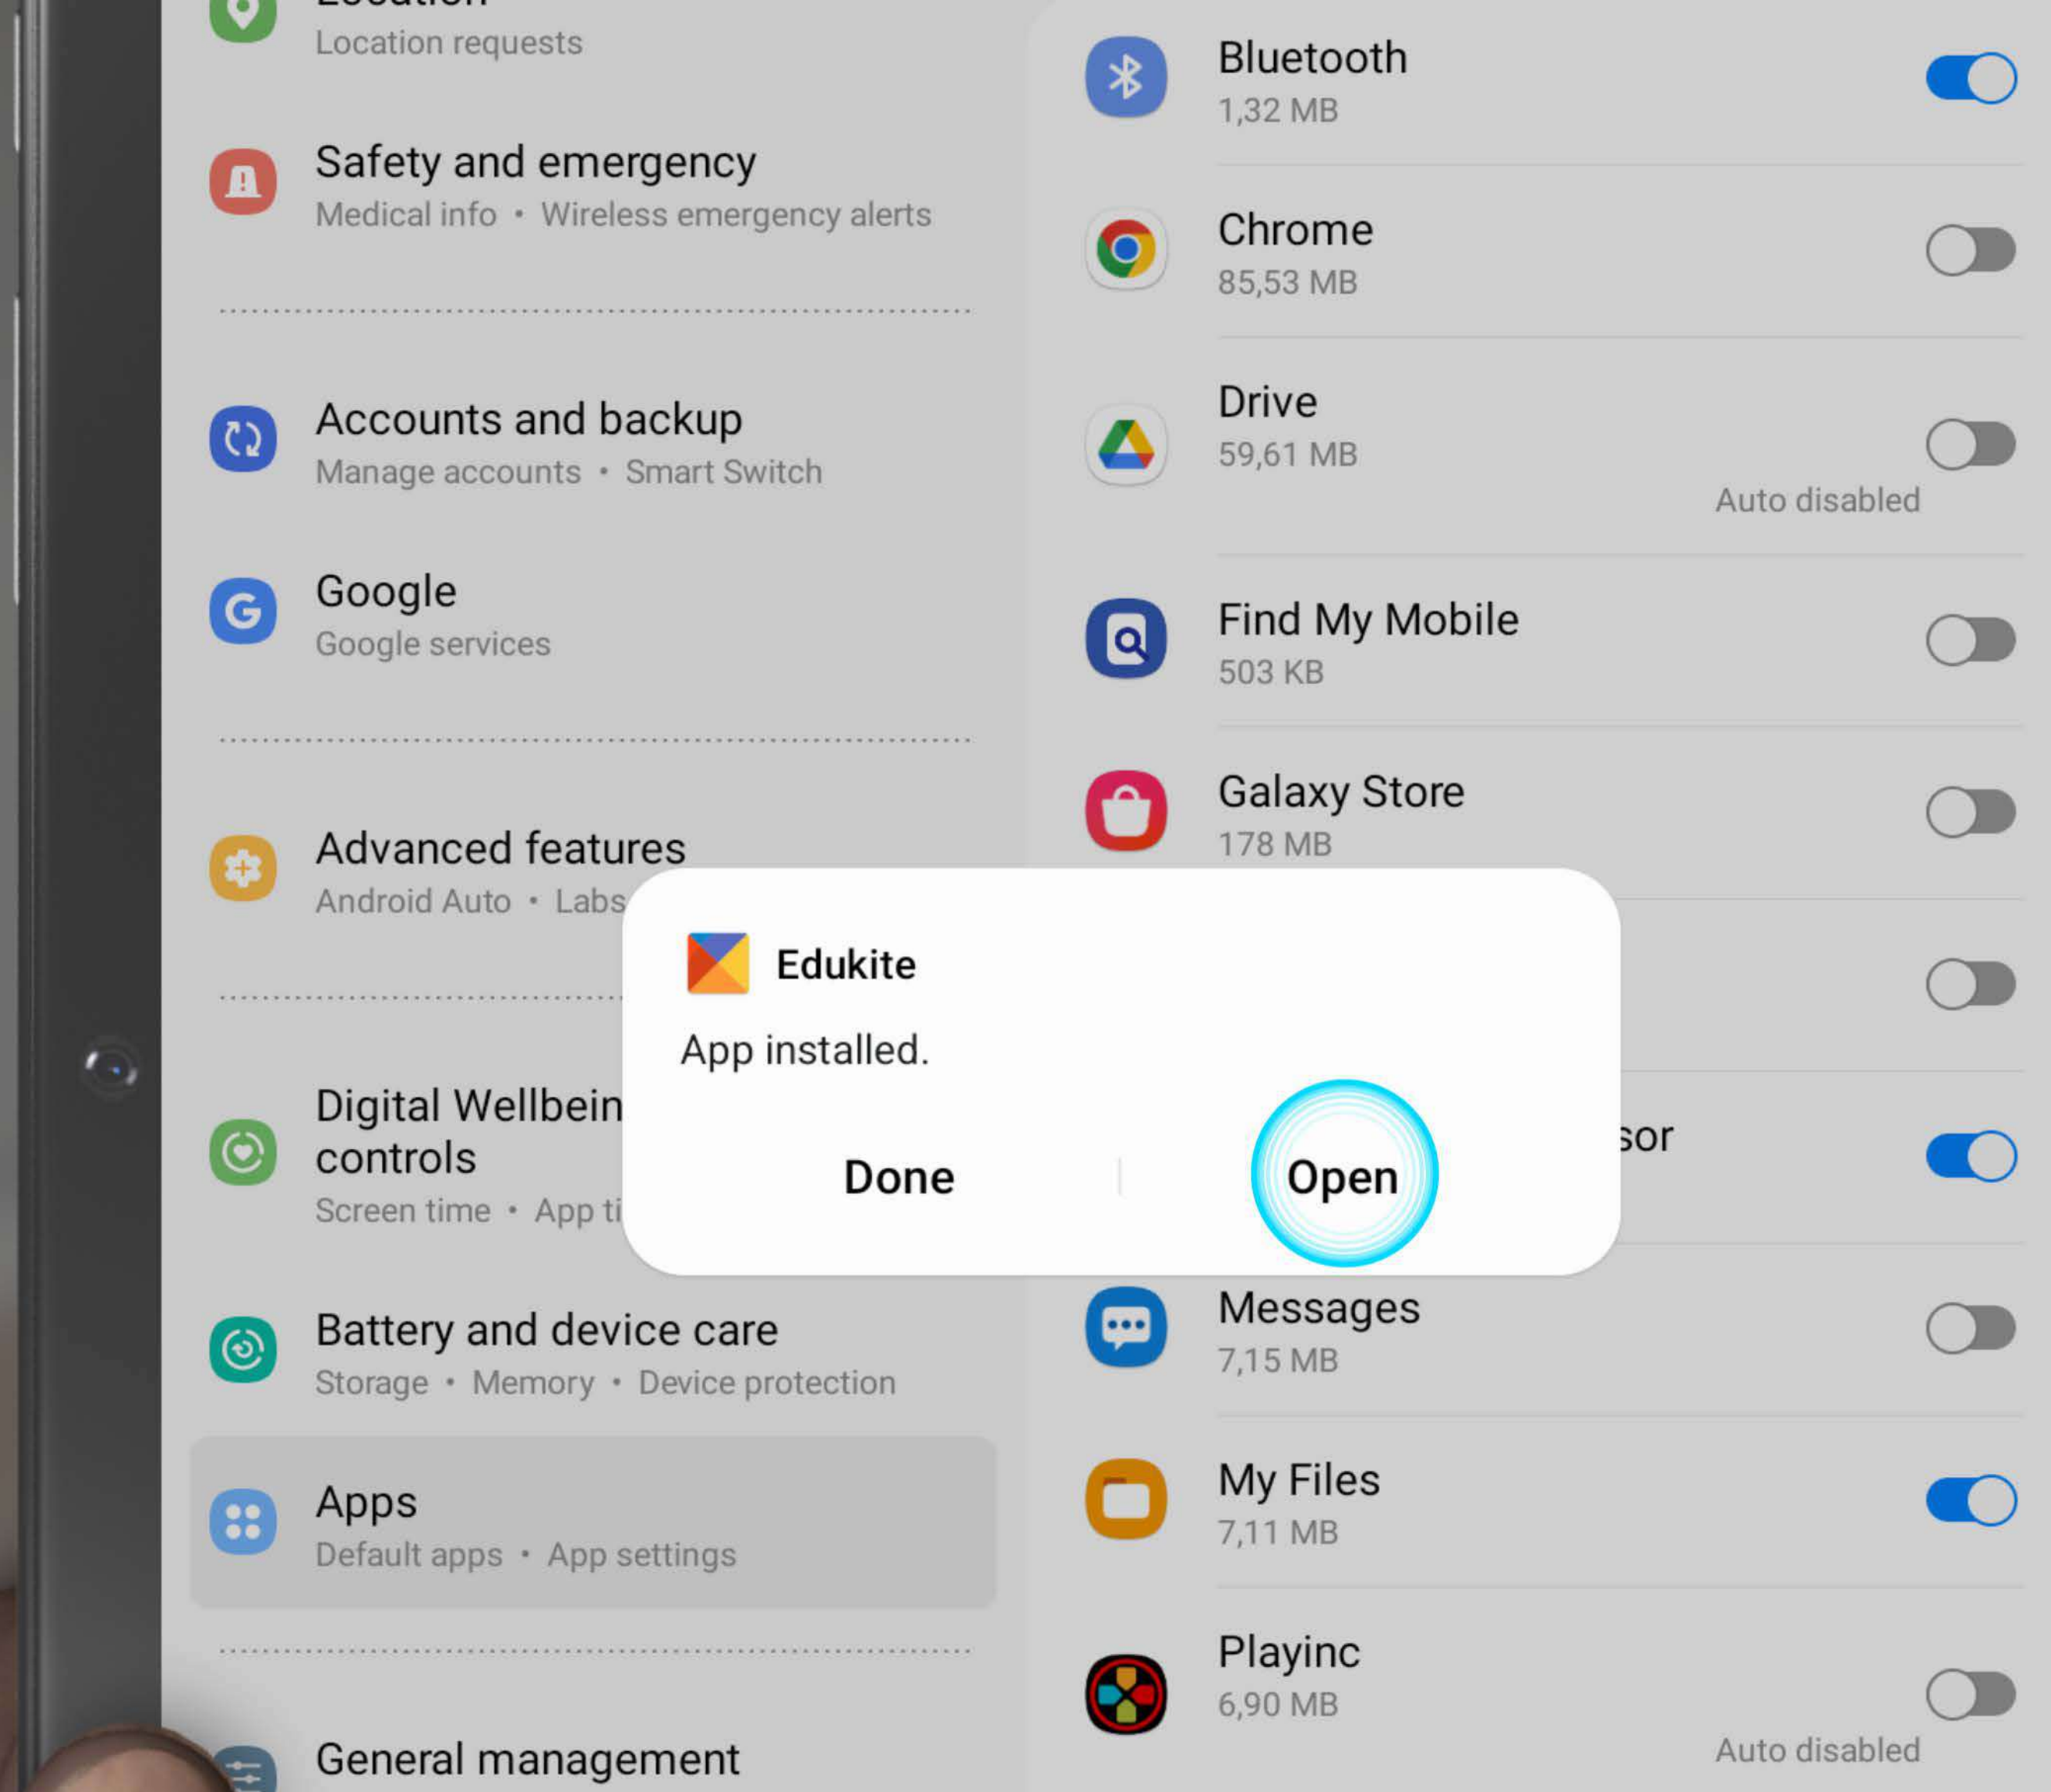 Location requests
Safety and emergency
Medical info • Wireless emergency alerts
Accounts and backup
Manage accounts • Smart Switch
Google
Google services
Advanced features
Android Auto • Labs
Digital Wellbein
controls
Screen time • App ti
Battery and device care
Storage • Memory • Device protection
Apps
Default apps • App settings
General management
Bluetooth
1,32 MB
Chrome
85,53 MB
Drive
59,61 MB
Auto disabled
Find My Mobile
503 KB
Galaxy Store
178 MB
sor
Messages
7,15 MB
My Files
7,11 MB
Playinc
6,90 MB
Auto disabled
Edukite
App installed.
Done
Open